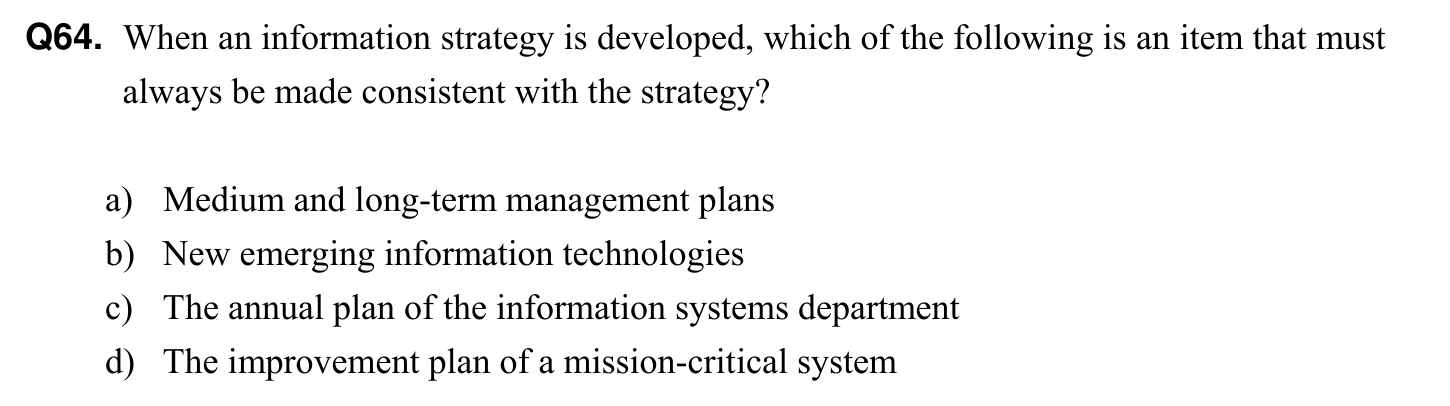 Q64. When an information strategy is developed, which of the following is an item that must
always be made consistent with the strategy?
a) Medium and long-term management plans
b) New emerging information technologies
c) The annual plan of the information systems department
d) The improvement plan of a mission-critical system